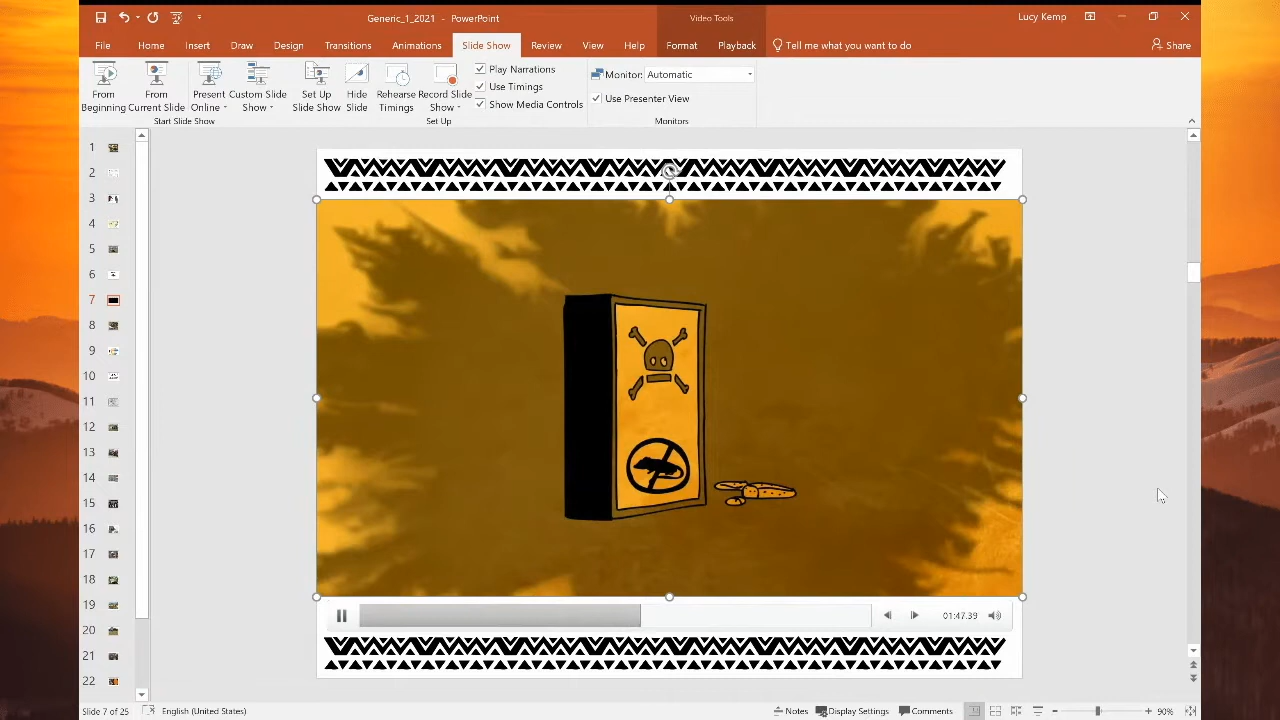 Generic_1_2021 - PowerPoint
Video Tools
Lucy Kemp
File Home Insert Draw Design Transitions Animations Slide Show Review View Help Format Playback Tell me what you want to do Share
From Beginning
From Current Slide
Present Online
Custom Slide Show
Set Up Slide Show
Hide Slide
Rehearse Timings
Record Slide Show
Play Narrations
Use Timings
Show Media Controls
Monitor: Automatic
Use Presenter View
Start Slide Show
Set Up
Monitors
1
2
3
4
5
6
7
8
9
10
11
12
13
14
15
16
17
18
19
20
21
22
01:47.39
Slide 7 of 25 English (United States) Notes Display Settings Comments 90%